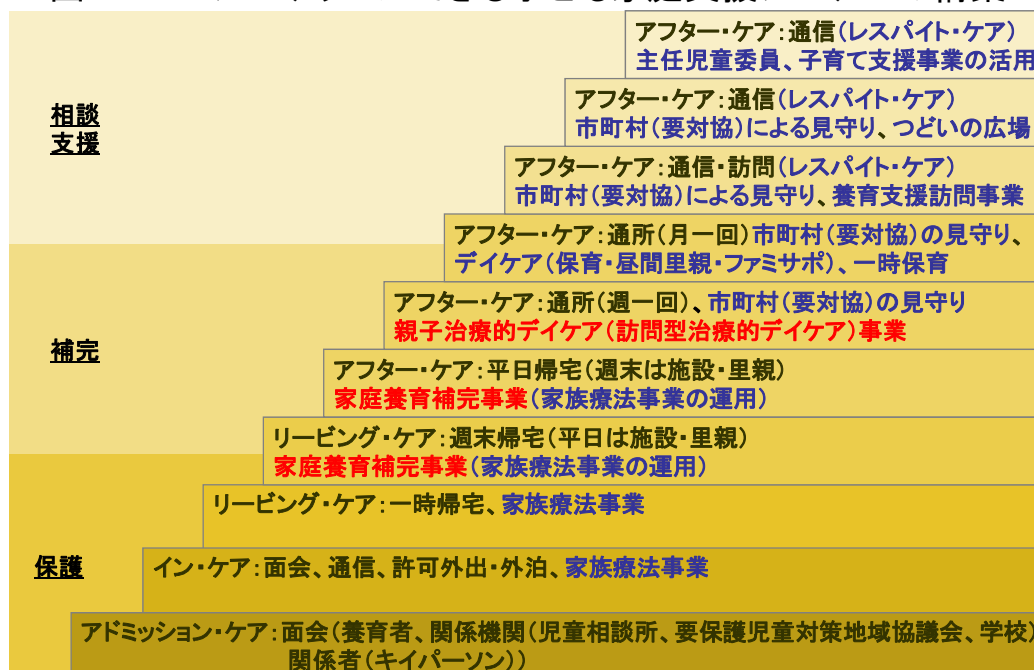 アフター・ケア：通信（レスパイト・ケア）
主任児童委員、子育て支援事業の活用
アフター・ケア：通信（レスパイト・ケア）
市町村（要対協）による見守り、つどいの広場
相談
支援
アフター・ケア：通信・訪問（レスパイト・ケア）
市町村（要対協）による見守り、養育支援訪問事業
アフター・ケア：通所（月一回）市町村（要対協）の見守り、
デイケア（保育・昼間里親・ファミサポ）、一時保育
アフター・ケア：通所（週一回）、市町村（要対協）の見守り
親子治療的デイケア（訪問型治療的デイケア）事業
補完
アフター・ケア：平日帰宅（週末は施設・里親）
家庭養育補完事業（家族療法事業の運用）
リービング・ケア：週末帰宅（平日は施設・里親）
家庭養育補完事業（家族療法事業の運用）
リービング・ケア：一時帰宅、家族療法事業
保護
イン・ケア：面会、通信、許可外出・外泊、家族療法事業
アドミッション・ケア：面会（養育者、関係機関（児童相談所、要保護児童対策地域協議会、学校）
関係者（キイパーソン））